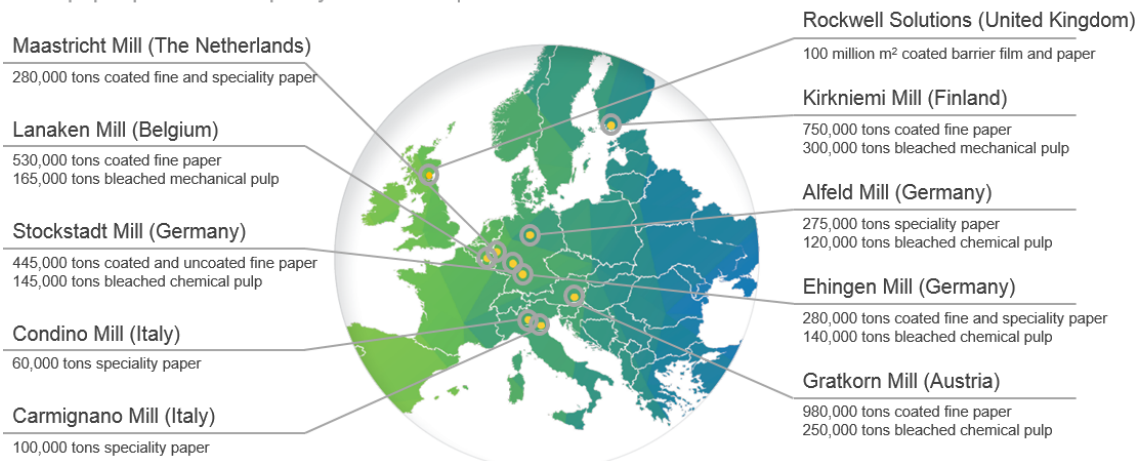 Maastricht Mill (The Netherlands)
280,000 tons coated fine and speciality paper
Lanaken Mill (Belgium)
530,000 tons coated fine paper
165,000 tons bleached mechanical pulp
Stockstadt Mill (Germany)
445,000 tons coated and uncoated fine paper
145,000 tons bleached chemical pulp
Condino Mill (Italy)
60,000 tons speciality paper
Carmignano Mill (Italy)
100,000 tons speciality paper
Rockwell Solutions (United Kingdom)
100 million m² coated barrier film and paper
Kirkniemi Mill (Finland)
750,000 tons coated fine paper
300,000 tons bleached mechanical pulp
Alfeld Mill (Germany)
275,000 tons speciality paper
120,000 tons bleached chemical pulp
Ehingen Mill (Germany)
280,000 tons coated fine and speciality paper
140,000 tons bleached chemical pulp
Gratkorn Mill (Austria)
980,000 tons coated fine paper
250,000 tons bleached chemical pulp